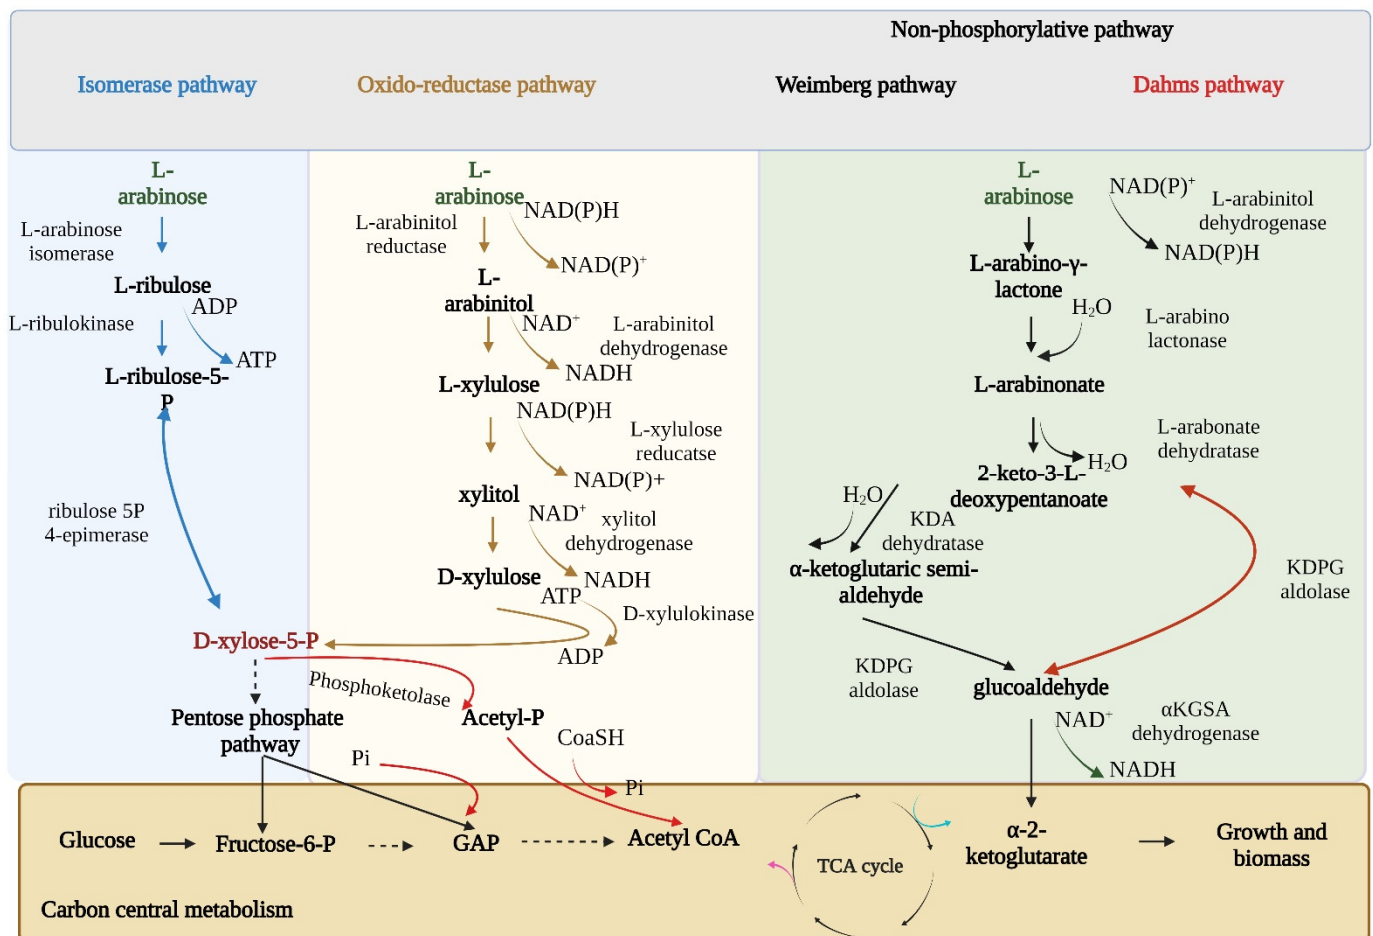 Non-phosphorylative pathway
Isomerase pathway
Oxido-reductase pathway
Weimberg pathway
Dahms pathway
L-
arabinose
L-arabinose
isomerase
L-ribulose
ADP
L-ribulokinase
ATP
L-ribulose-5-
P
ribulose 5P
4-epimerase
D-xylose-5-P
Pentose phosphate
pathway
L-
arabinose
NAD(P)H
L-arabinitol
reductase
NAD(P)⁺
L-
arabinitol
NAD⁺
L-arabinitol
dehydrogenase
NADH
L-xylulose
NAD(P)H
L-xylulose
reducatse
NAD(P)+
xylitol
NAD⁺
xylitol
dehydrogenase
D-xylulose
NADH
ATP
D-xylulokinase
ADP
Phosphoketolase
Acetyl-P
CoaSH
Pi
Pi
L-
arabinose
NAD(P)⁺
L-arabinitol
dehydrogenase
NAD(P)H
L-arabino-γ-
lactone
H₂O
L-arabino
lactonase
L-arabinonate
L-arabonate
dehydratase
H₂O
2-keto-3-L-
deoxypentanoate
H₂O
KDA
dehydratase
α-ketoglutaric semi-
aldehyde
KDPG
aldolase
KDPG
aldolase
glucoaldehyde
NAD⁺
αKGSA
dehydrogenase
NADH
Glucose
Fructose-6-P
GAP
Acetyl CoA
TCA cycle
α-2-
ketoglutarate
Growth and
biomass
Carbon central metabolism